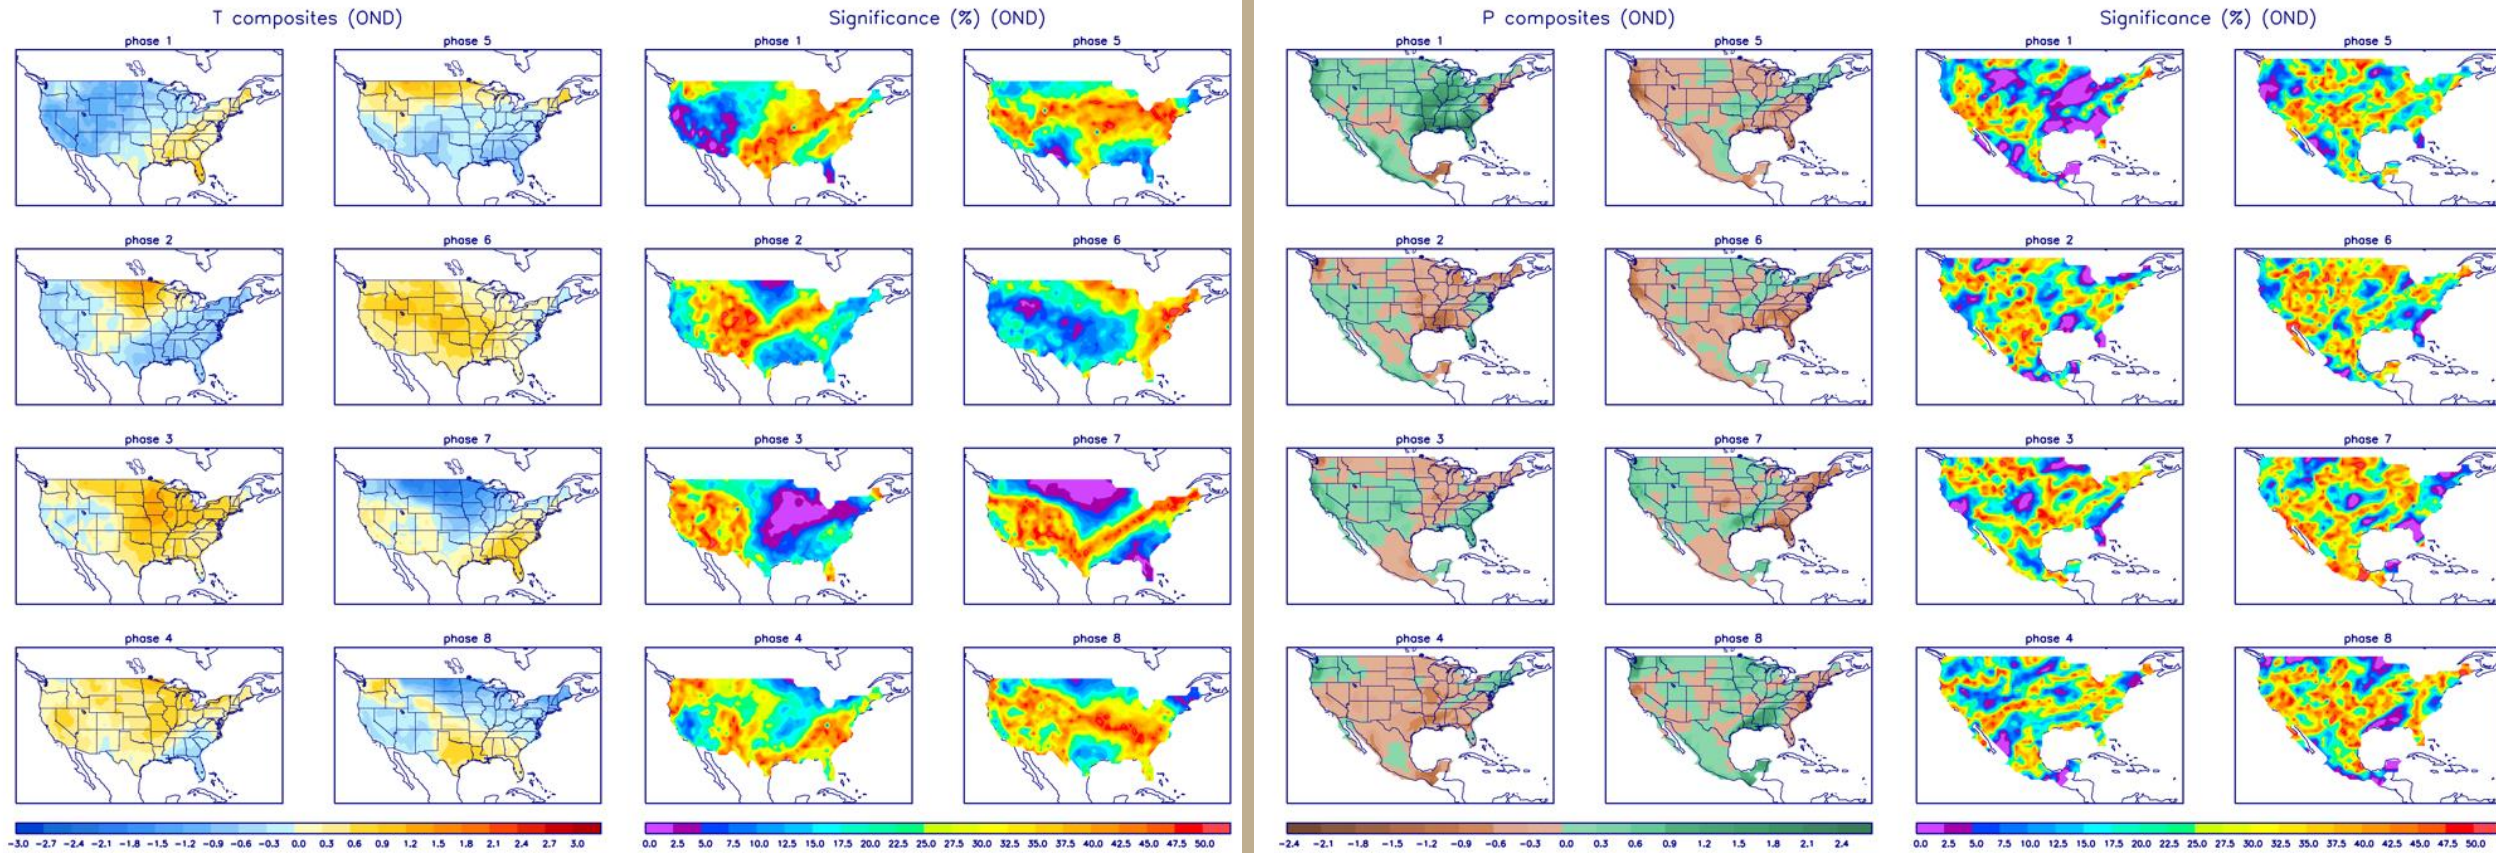 T composites (OND) Significance (%) (OND) P composites (OND) Significance (%) (OND)
phase 1 phase 5 phase 1 phase 5 phase 1 phase 5 phase 1 phase 5
phase 2 phase 6 phase 2 phase 6 phase 2 phase 6 phase 2 phase 6
phase 3 phase 7 phase 3 phase 7 phase 3 phase 7 phase 3 phase 7
phase 4 phase 8 phase 4 phase 8 phase 4 phase 8 phase 4 phase 8
-3.0 -2.7 -2.4 -2.1 -1.8 -1.5 -1.2 -0.9 -0.6 -0.3 0.0 0.3 0.6 0.9 1.2 1.5 1.8 2.1 2.4 2.7 3.0 0.0 2.5 5.0 7.5 10.0 12.5 15.0 17.5 20.0 22.5 25.0 27.5 30.0 32.5 35.0 37.5 40.0 42.5 45.0 47.5 50.0 -2.4 -2.1 -1.8 -1.5 -1.2 -0.9 -0.6 -0.3 0.0 0.3 0.6 0.9 1.2 1.5 1.8 2.1 2.4 0.0 2.5 5.0 7.5 10.0 12.5 15.0 17.5 20.0 22.5 25.0 27.5 30.0 32.5 35.0 37.5 40.0 42.5 45.0 47.5 50.0